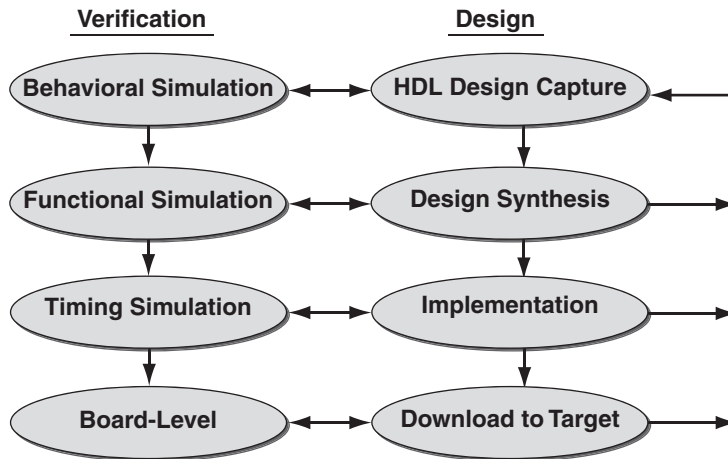 Verification
Design
Behavioral Simulation
HDL Design Capture
Functional Simulation
Design Synthesis
Timing Simulation
Implementation
Board-Level
Download to Target